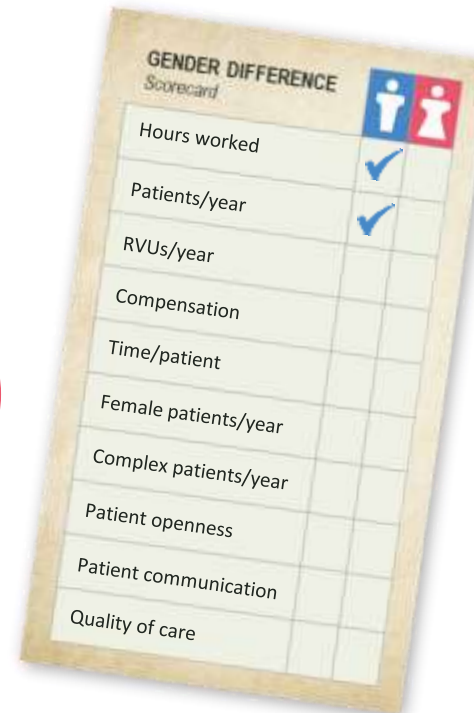 GENDER DIFFERENCE
Scorecard
Hours worked
Patients/year
RVUs/year
Compensation
Time/patient
Female patients/year
Complex patients/year
Patient openness
Patient communication
Quality of care